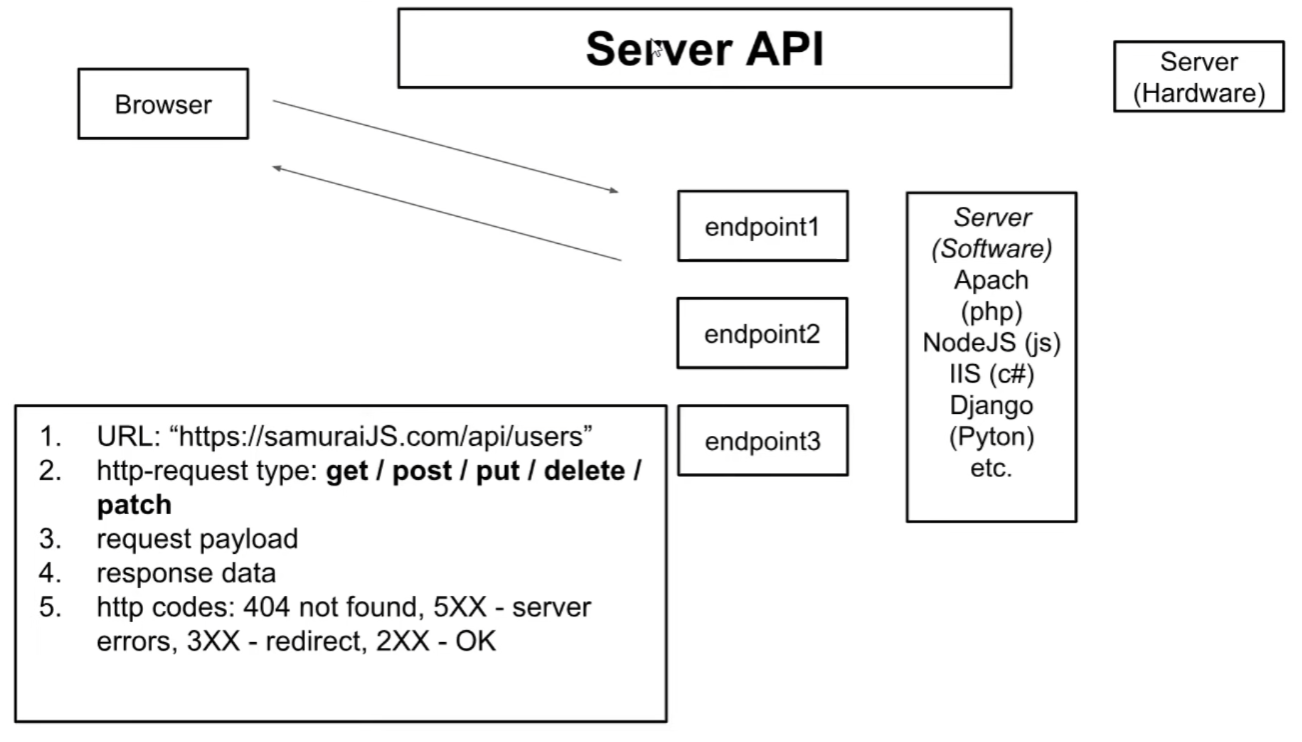 Server API
Browser
Server
(Hardware)
endpoint1
endpoint2
endpoint3
Server
(Software)
Apach
(php)
NodeJS (js)
IIS (c#)
Django
(Pyton)
etc.
1. URL: “https://samuraiJS.com/api/users”
2. http-request type: get / post / put / delete /
patch
3. request payload
4. response data
5. http codes: 404 not found, 5XX - server
errors, 3XX - redirect, 2XX - OK